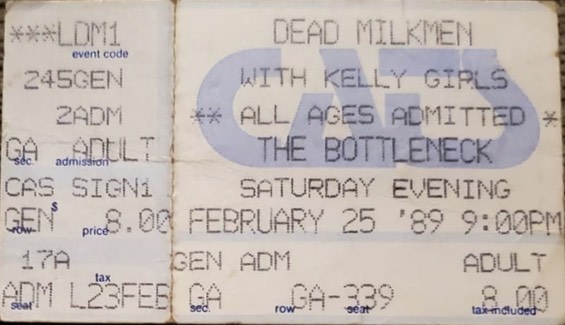 ***LDM1
event code
245GEN
2ADM
GA ADULT
sec. admission
CAS SIGN1
GEN $ 8.00
row price
17A
tax
ADM L23FEB
seat
DEAD MILKMEN
WITH KELLY GIRLS
** ALL AGES ADMITTED *
CATS
THE BOTTLENECK
SATURDAY EVENING
FEBRUARY 25 '89 9:00PM
GEN ADM ADULT
GA GA-339 8.00
sec. row seat tax included